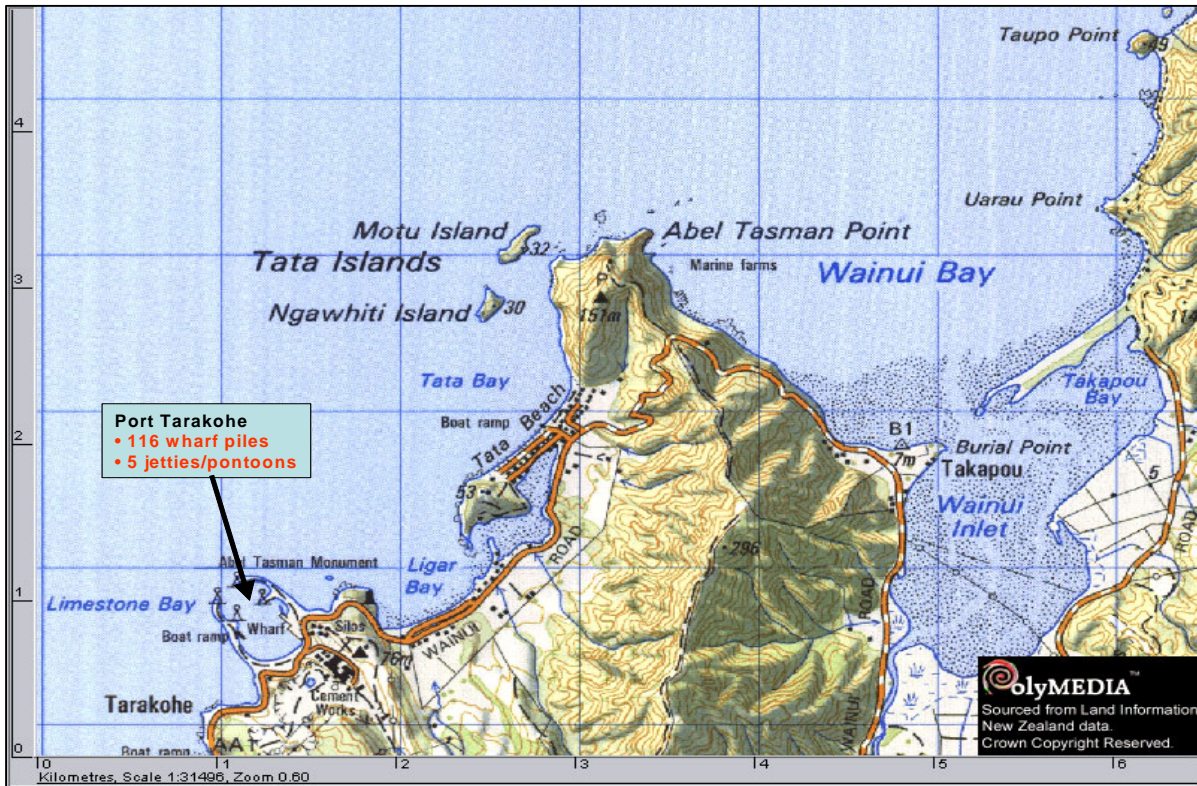 Taupo Point
49
4
Uarau Point
Motu Island
32
Abel Tasman Point
Tata Islands
Marine farms
Wainui Bay
3
Ngawhiti Island
30
151m
Tata Bay
Takapou
Bay
Port Tarakohe
• 116 wharf piles
• 5 jetties/pontoons
Boat ramp
Tata Beach
B1
7m
Burial Point
Takapou
2
53
5
Wainui
Inlet
296
ROAD
Abel Tasman Monument
Ligar
Bay
Limestone Bay
1
Boat ramp
Wharf
Silos
WAINUI
ROAD
76m
Cement
Works
Tarakohe
WAINUI
Boat ramp
0
PolyMEDIA™
Sourced from Land Information
New Zealand data.
Crown Copyright Reserved.
0 1 2 3 4 5 6
Kilometres, Scale 1:31496, Zoom 0.60